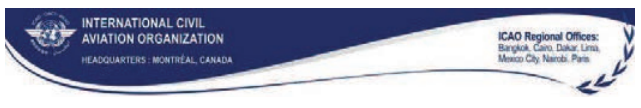 INTERNATIONAL CIVIL
AVIATION ORGANIZATION
HEADQUARTERS : MONTRÉAL, CANADA
ICAO Regional Offices:
Bangkok, Cairo, Dakar, Lima,
Mexico City, Nairobi, Paris